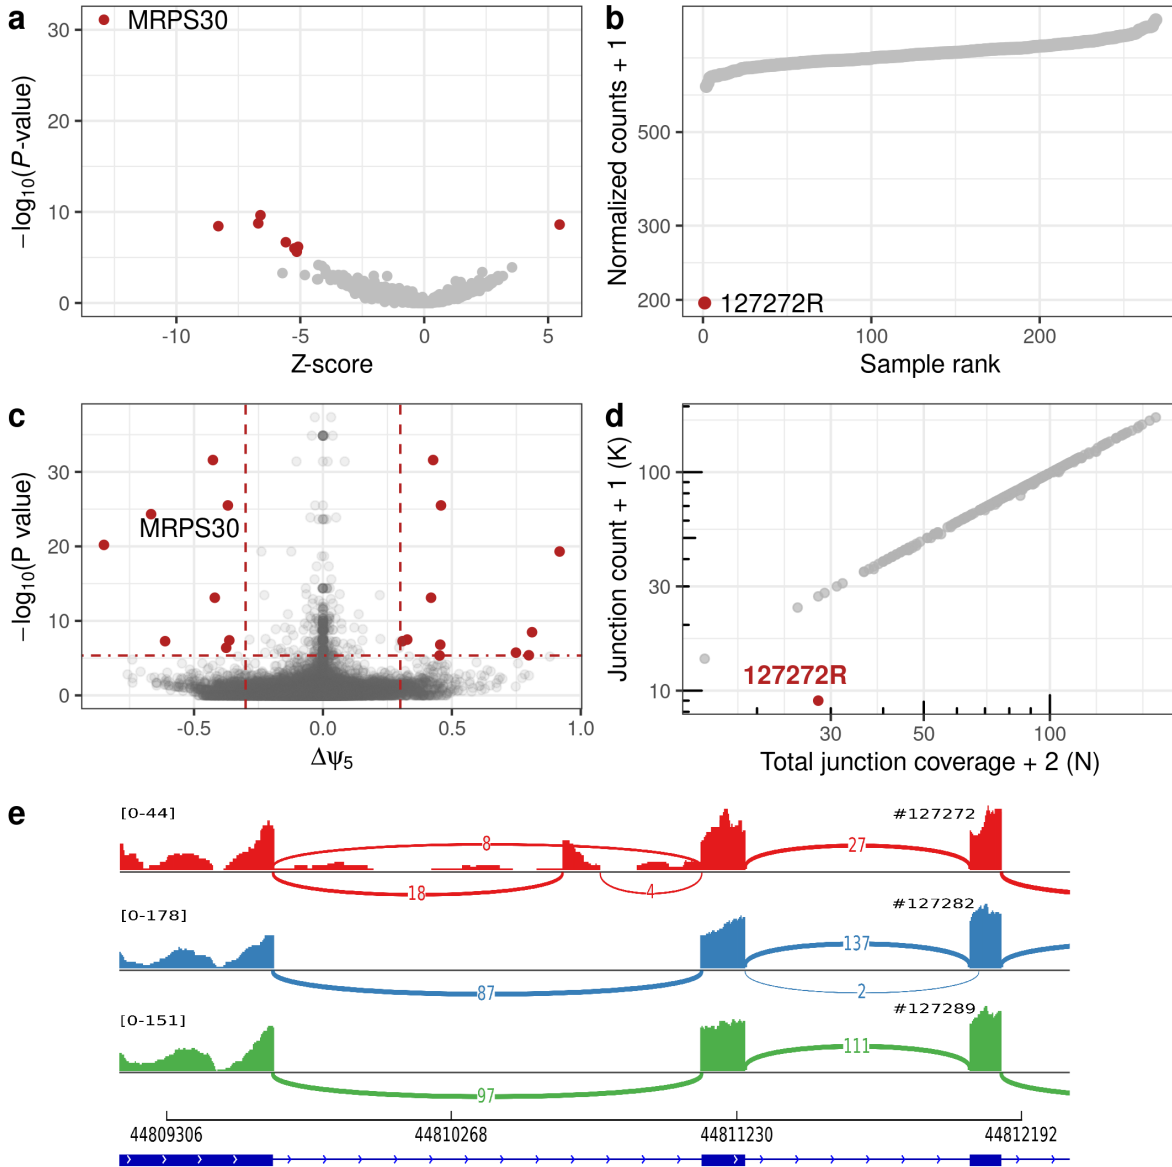 a
MRPS30
−log10(P-value)
30
20
10
0
-10
-5
0
5
Z-score
b
Normalized counts + 1
500
300
200
127272R
0
100
200
Sample rank
c
−log10(P value)
30
20
10
0
MRPS30
-0.5
0.0
0.5
1.0
Δψ5
d
Junction count + 1 (K)
100
30
10
127272R
30
50
100
Total junction coverage + 2 (N)
e
[0-44]
#127272
8
27
18
4
[0-178]
#127282
137
87
2
[0-151]
#127289
111
97
44809306
44810268
44811230
44812192